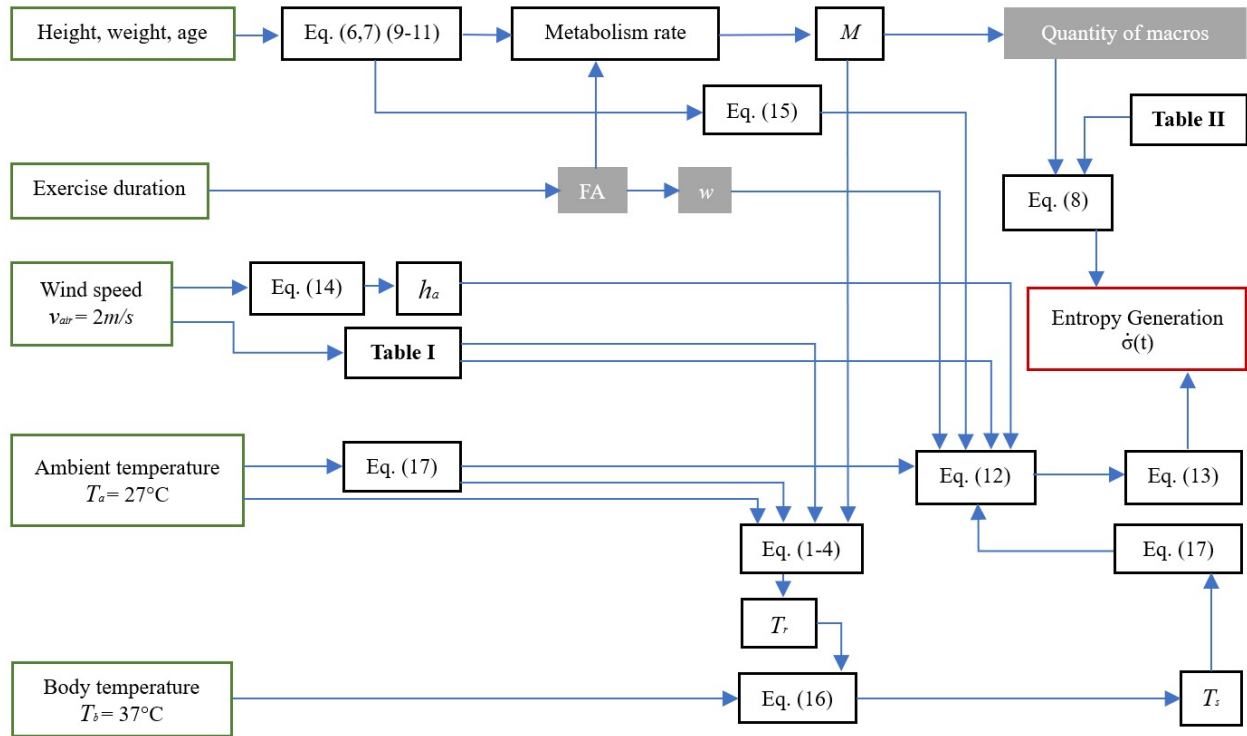 Height, weight, age
Eq. (6,7) (9-11)
Metabolism rate
M
Quantity of macros
Eq. (15)
Table II
Exercise duration
FA
w
Eq. (8)
Wind speed
vair = 2m/s
Eq. (14)
ha
Table I
Entropy Generation
σ̇(t)
Ambient temperature
Ta = 27°C
Eq. (17)
Eq. (12)
Eq. (13)
Eq. (1-4)
Eq. (17)
Tr
Body temperature
Tb = 37°C
Eq. (16)
Ts